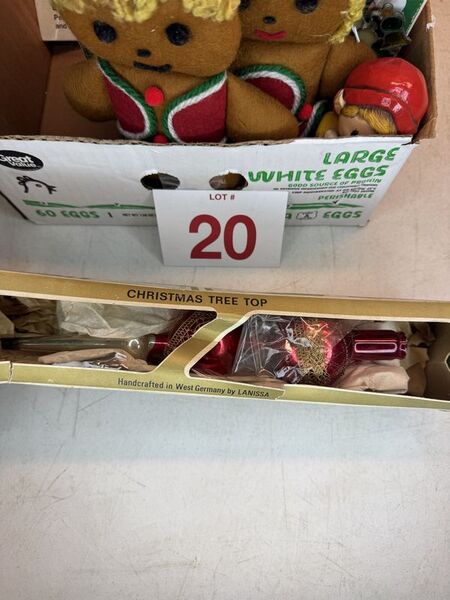 Great
Value
LARGE
WHITE EGGS
GOOD SOURCE OF PROTEIN
PERISHABLE
60 EGGS
EGGS
LOT #
20
CHRISTMAS TREE TOP
Handcrafted in West Germany by LANISSA